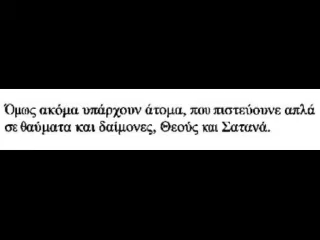 Όμως ακόμα υπάρχουν άτομα, που πιστεύουνε απλά
σε θαύματα και δαίμονες, Θεούς και Σατανά.